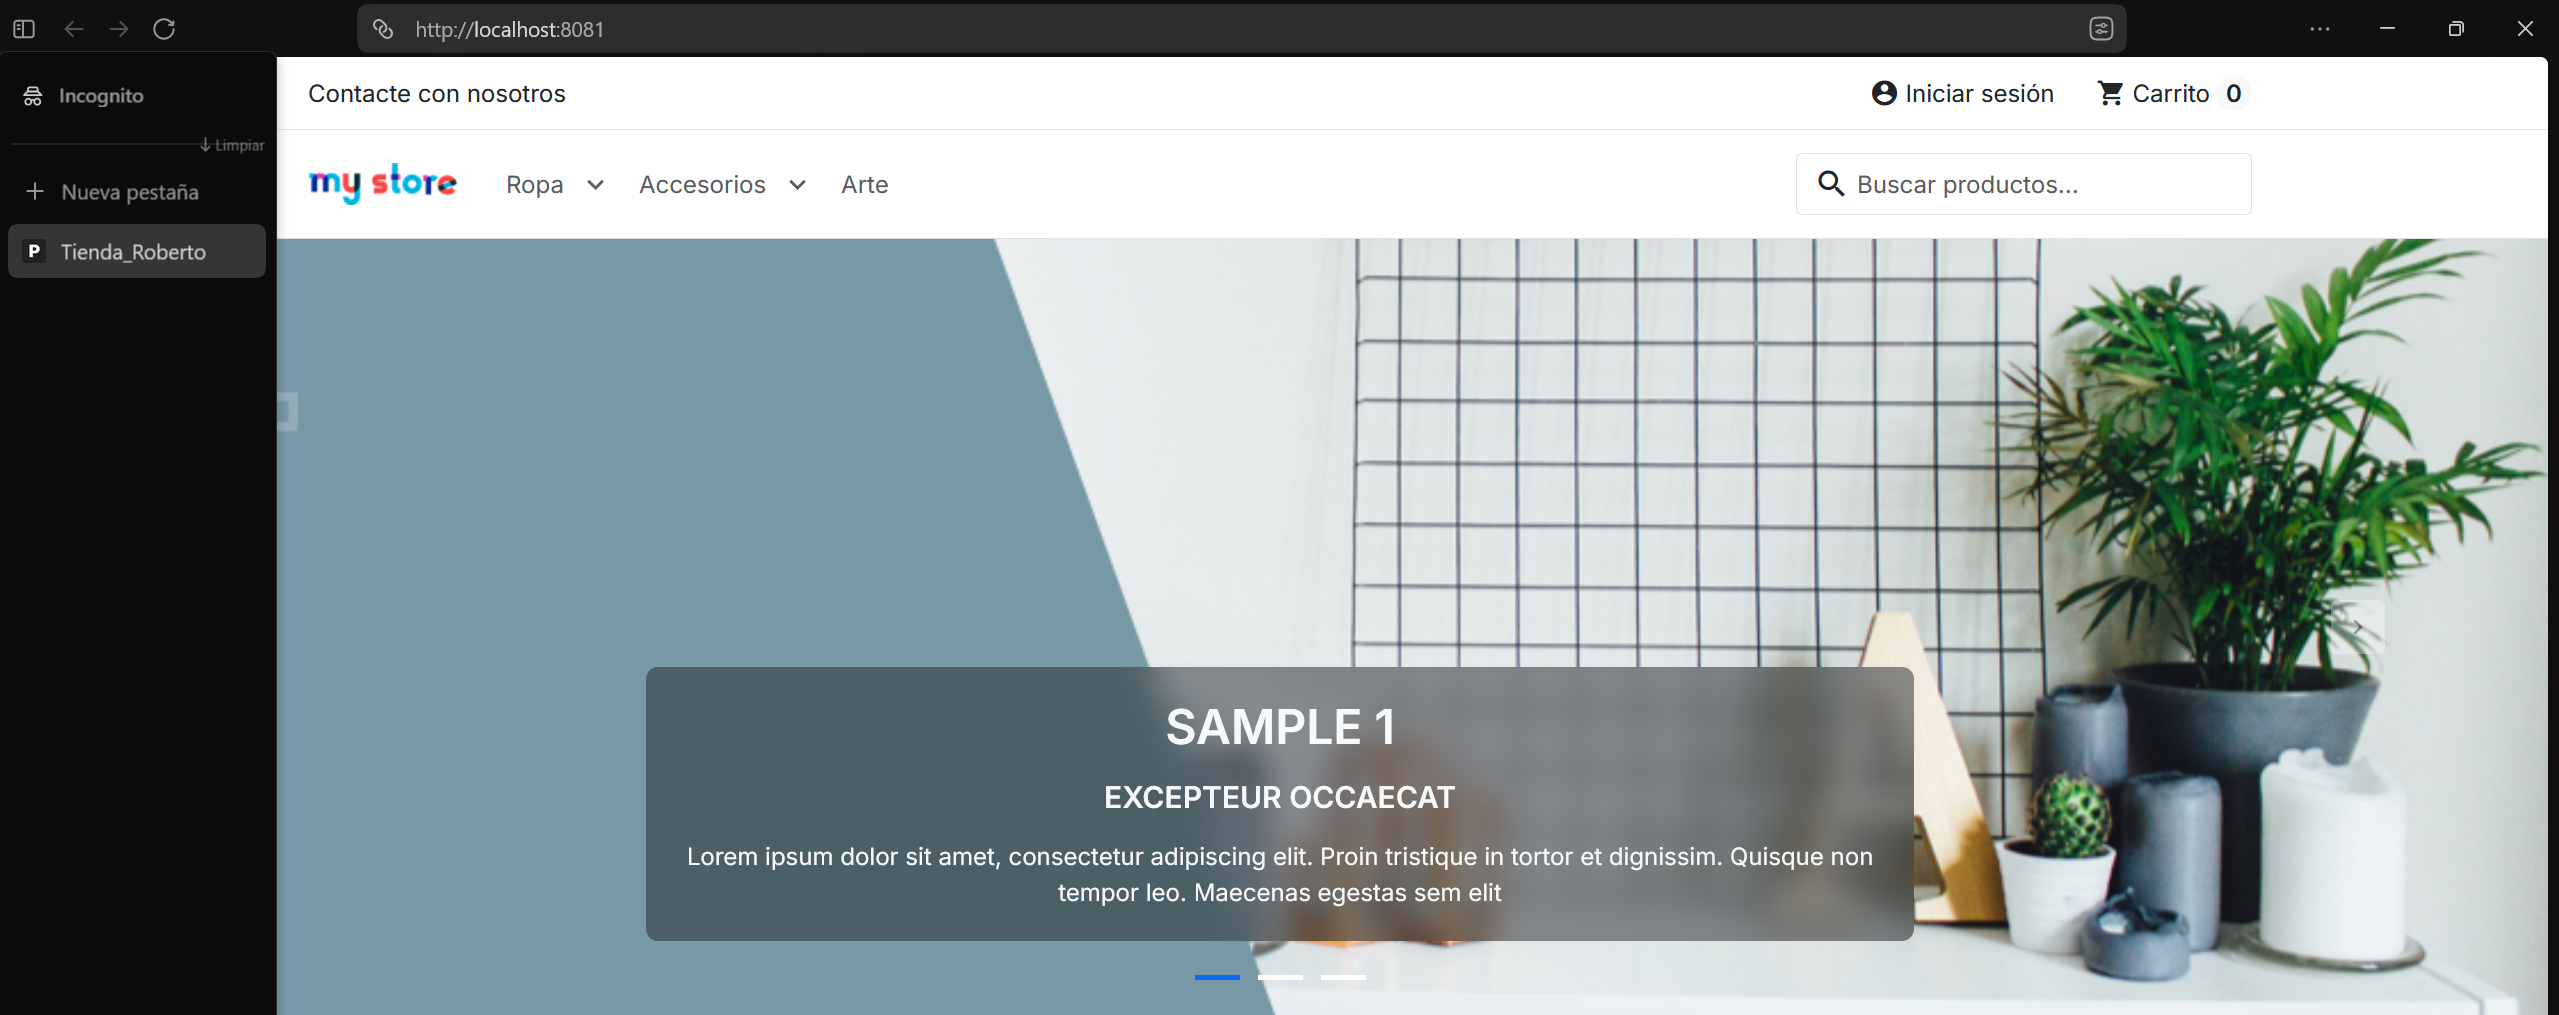 http://localhost:8081
Incognito
Limpiar
Nueva pestaña
P Tienda_Roberto
Contacte con nosotros
Iniciar sesión
Carrito 0
my store
Ropa
Accesorios
Arte
Buscar productos...
SAMPLE 1
EXCEPTEUR OCCAECAT
Lorem ipsum dolor sit amet, consectetur adipiscing elit. Proin tristique in tortor et dignissim. Quisque non
tempor leo. Maecenas egestas sem elit